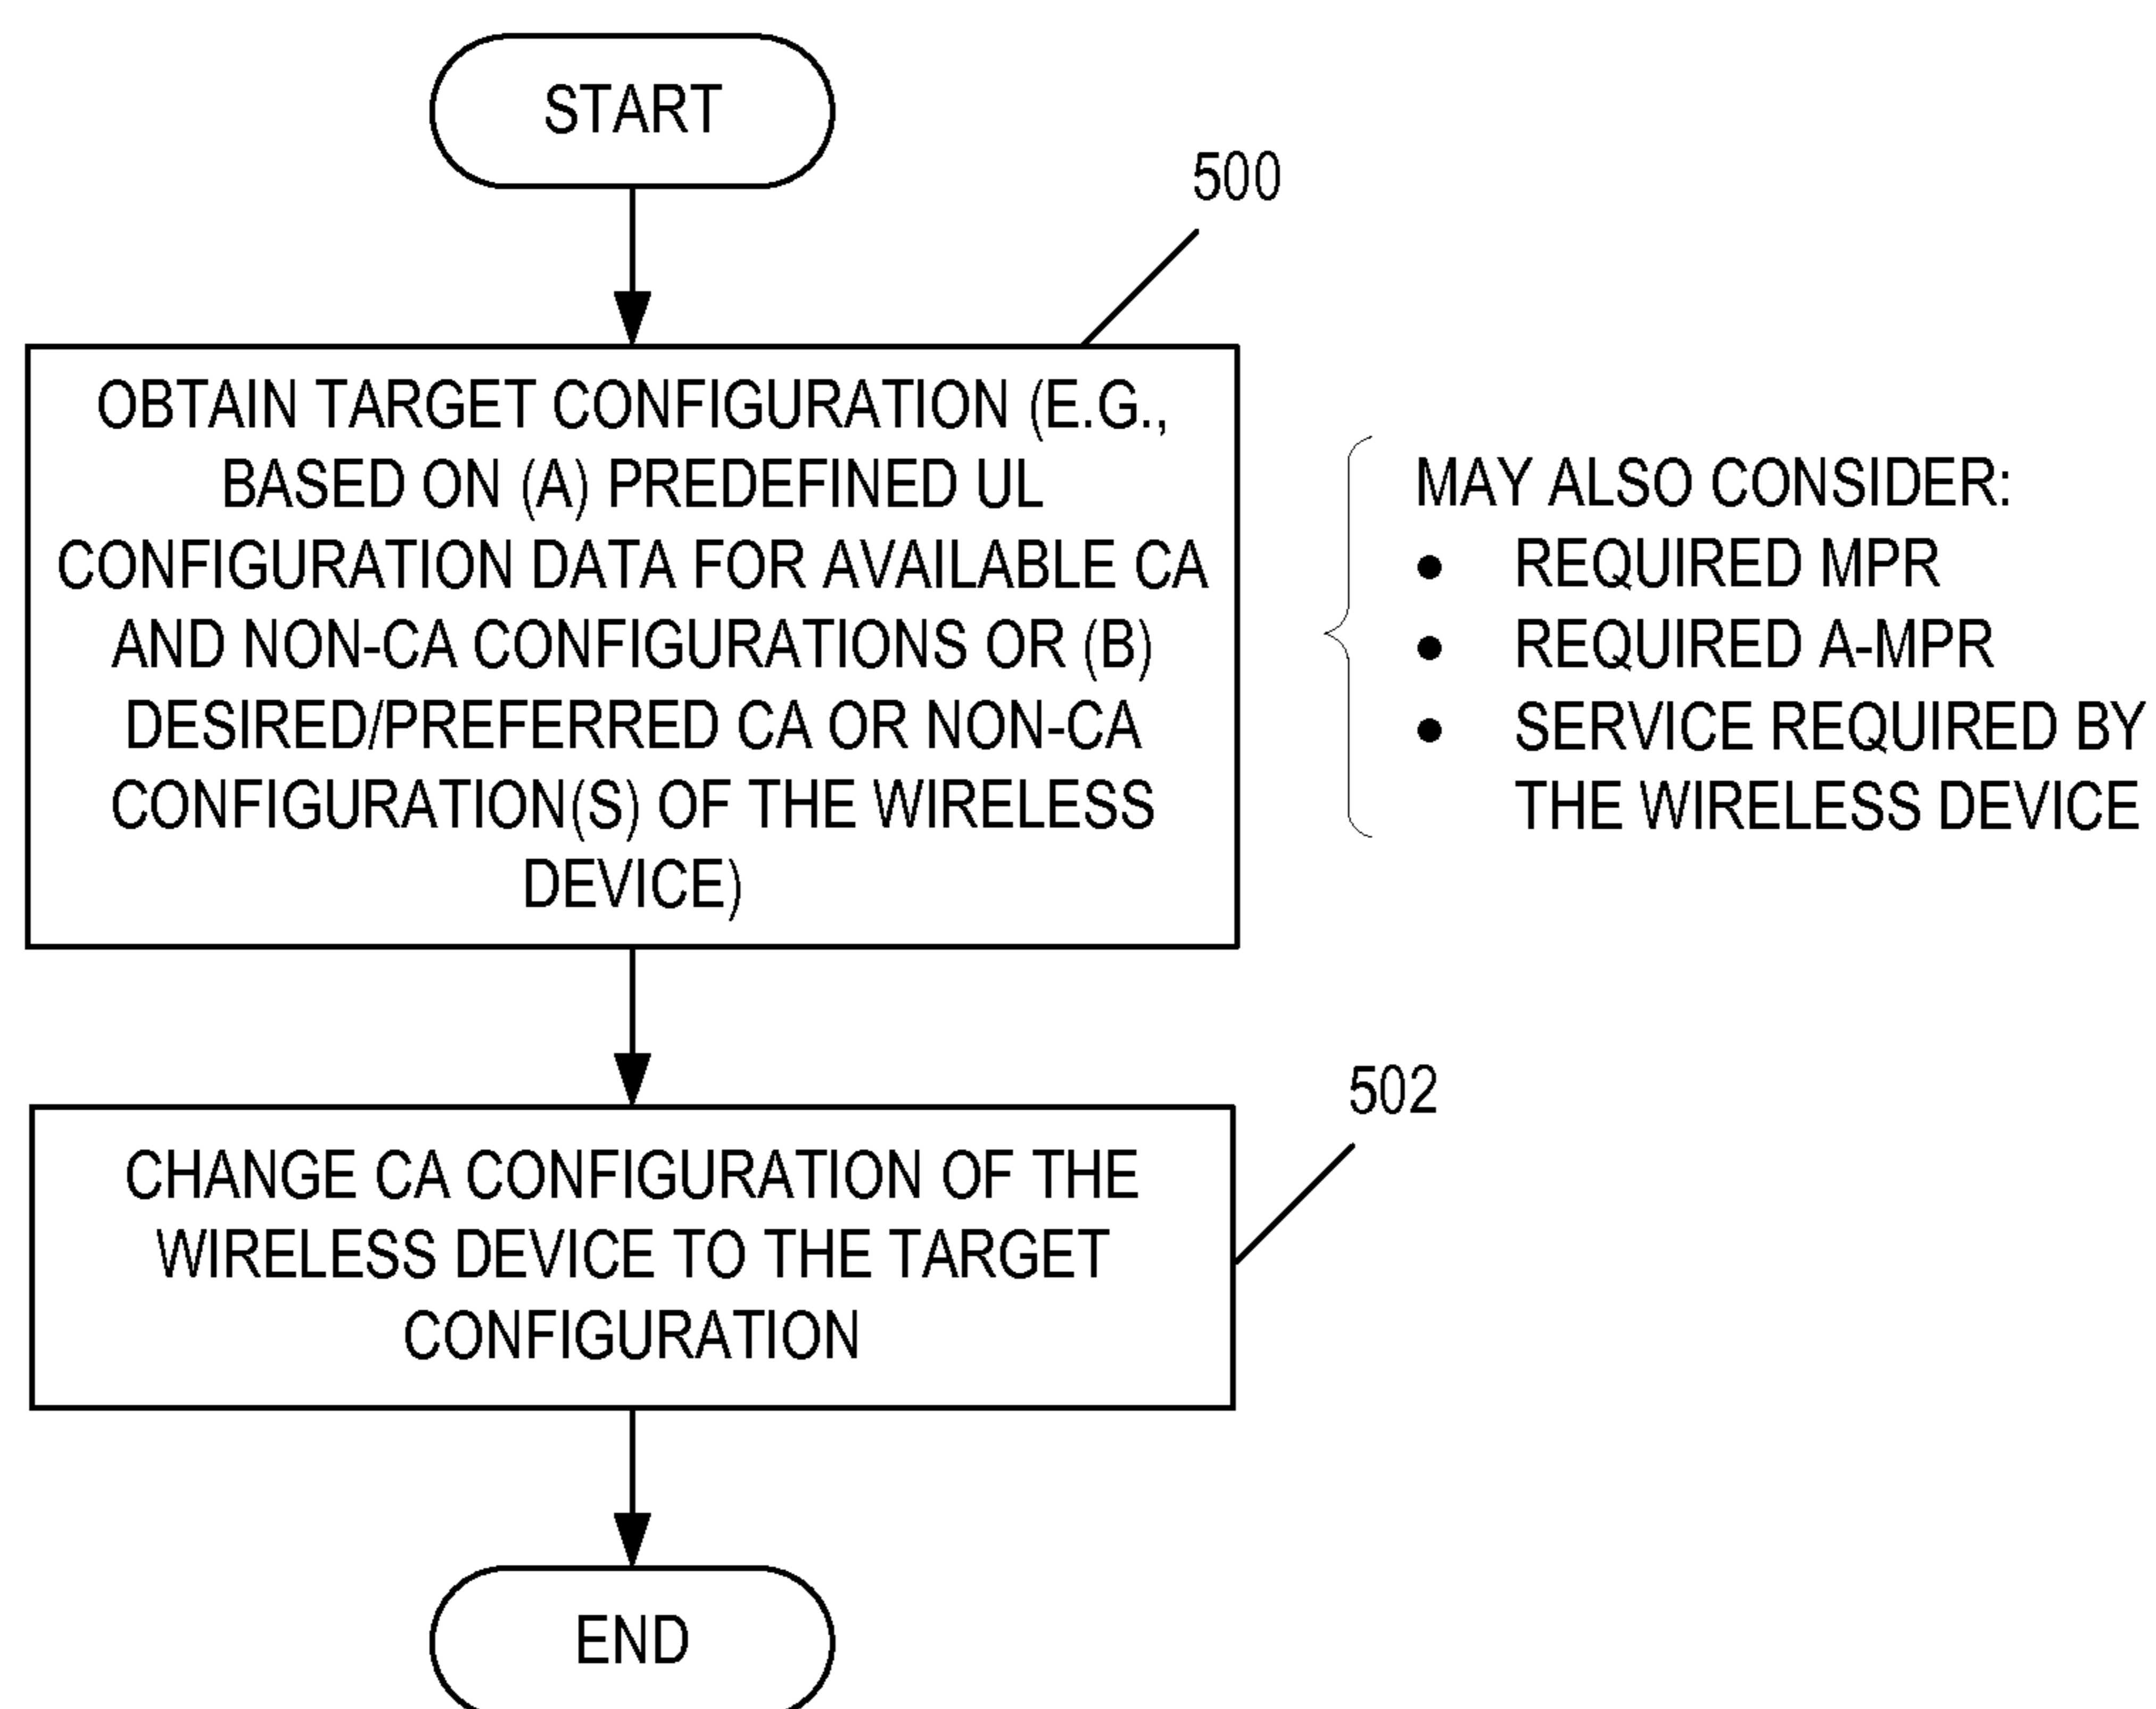 START
500
OBTAIN TARGET CONFIGURATION (E.G.,
BASED ON (A) PREDEFINED UL
CONFIGURATION DATA FOR AVAILABLE CA
AND NON-CA CONFIGURATIONS OR (B)
DESIRED/PREFERRED CA OR NON-CA
CONFIGURATION(S) OF THE WIRELESS
DEVICE)
MAY ALSO CONSIDER:
● REQUIRED MPR
● REQUIRED A-MPR
● SERVICE REQUIRED BY
THE WIRELESS DEVICE
502
CHANGE CA CONFIGURATION OF THE
WIRELESS DEVICE TO THE TARGET
CONFIGURATION
END